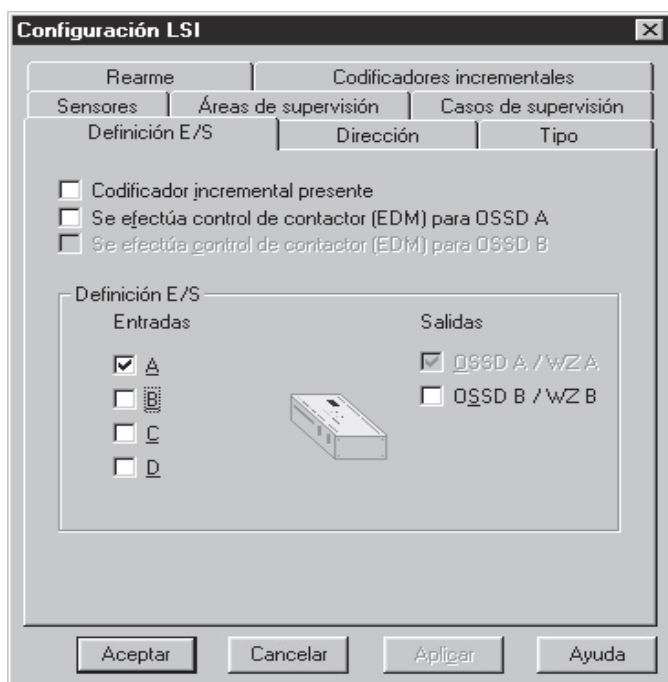 Configuración LSI
Rearme
Codificadores incrementales
Sensores
Áreas de supervisión
Casos de supervisión
Definición E/S
Dirección
Tipo
Codificador incremental presente
Se efectúa control de contactor (EDM) para OSSD A
Se efectúa control de contactor (EDM) para OSSD B
Definición E/S
Entradas
Salidas
A
OSSD A / WZ A
B
OSSD B / WZ B
C
D
Aceptar
Cancelar
Aplicar
Ayuda